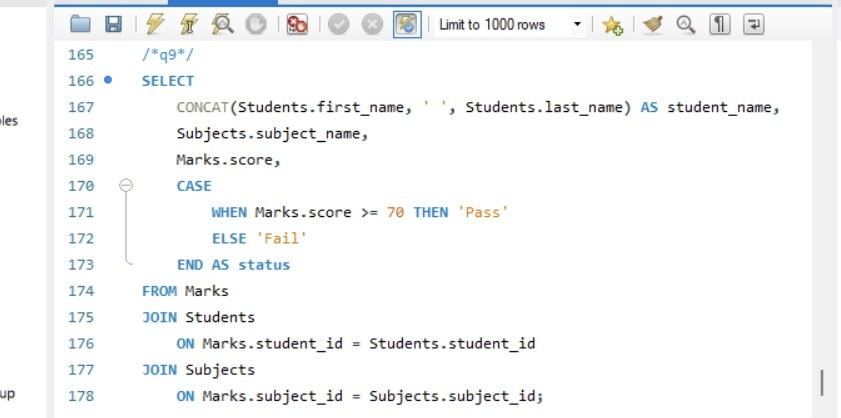 Limit to 1000 rows
165 /*q9*/
166 SELECT
167 CONCAT(Students.first_name, ' ', Students.last_name) AS student_name,
les
168 Subjects.subject_name,
169 Marks.score,
170 CASE
171 WHEN Marks.score >= 70 THEN 'Pass'
172 ELSE 'Fail'
173 END AS status
174 FROM Marks
175 JOIN Students
176 ON Marks.student_id = Students.student_id
177 JOIN Subjects
up
178 ON Marks.subject_id = Subjects.subject_id;